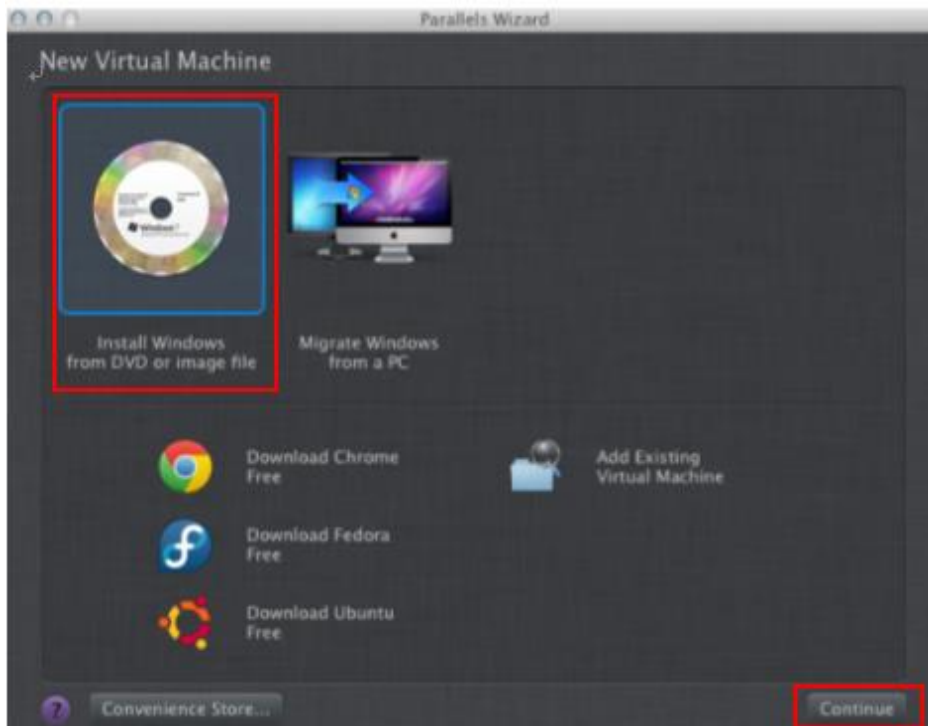 Parallels Wizard
New Virtual Machine
Install Windows
from DVD or image file
Migrate Windows
from a PC
Download Chrome
Free
Add Existing
Virtual Machine
Download Fedora
Free
Download Ubuntu
Free
?
Convenience Store...
Continue